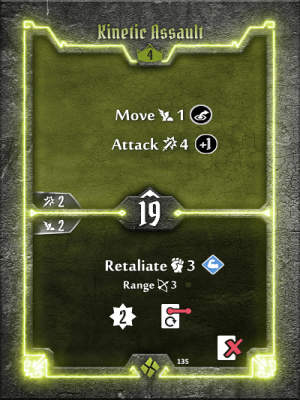 Kinetic Assault
4
Move 1
Attack 4 +1
2
19
2
Retaliate 3
Range 3
2
135